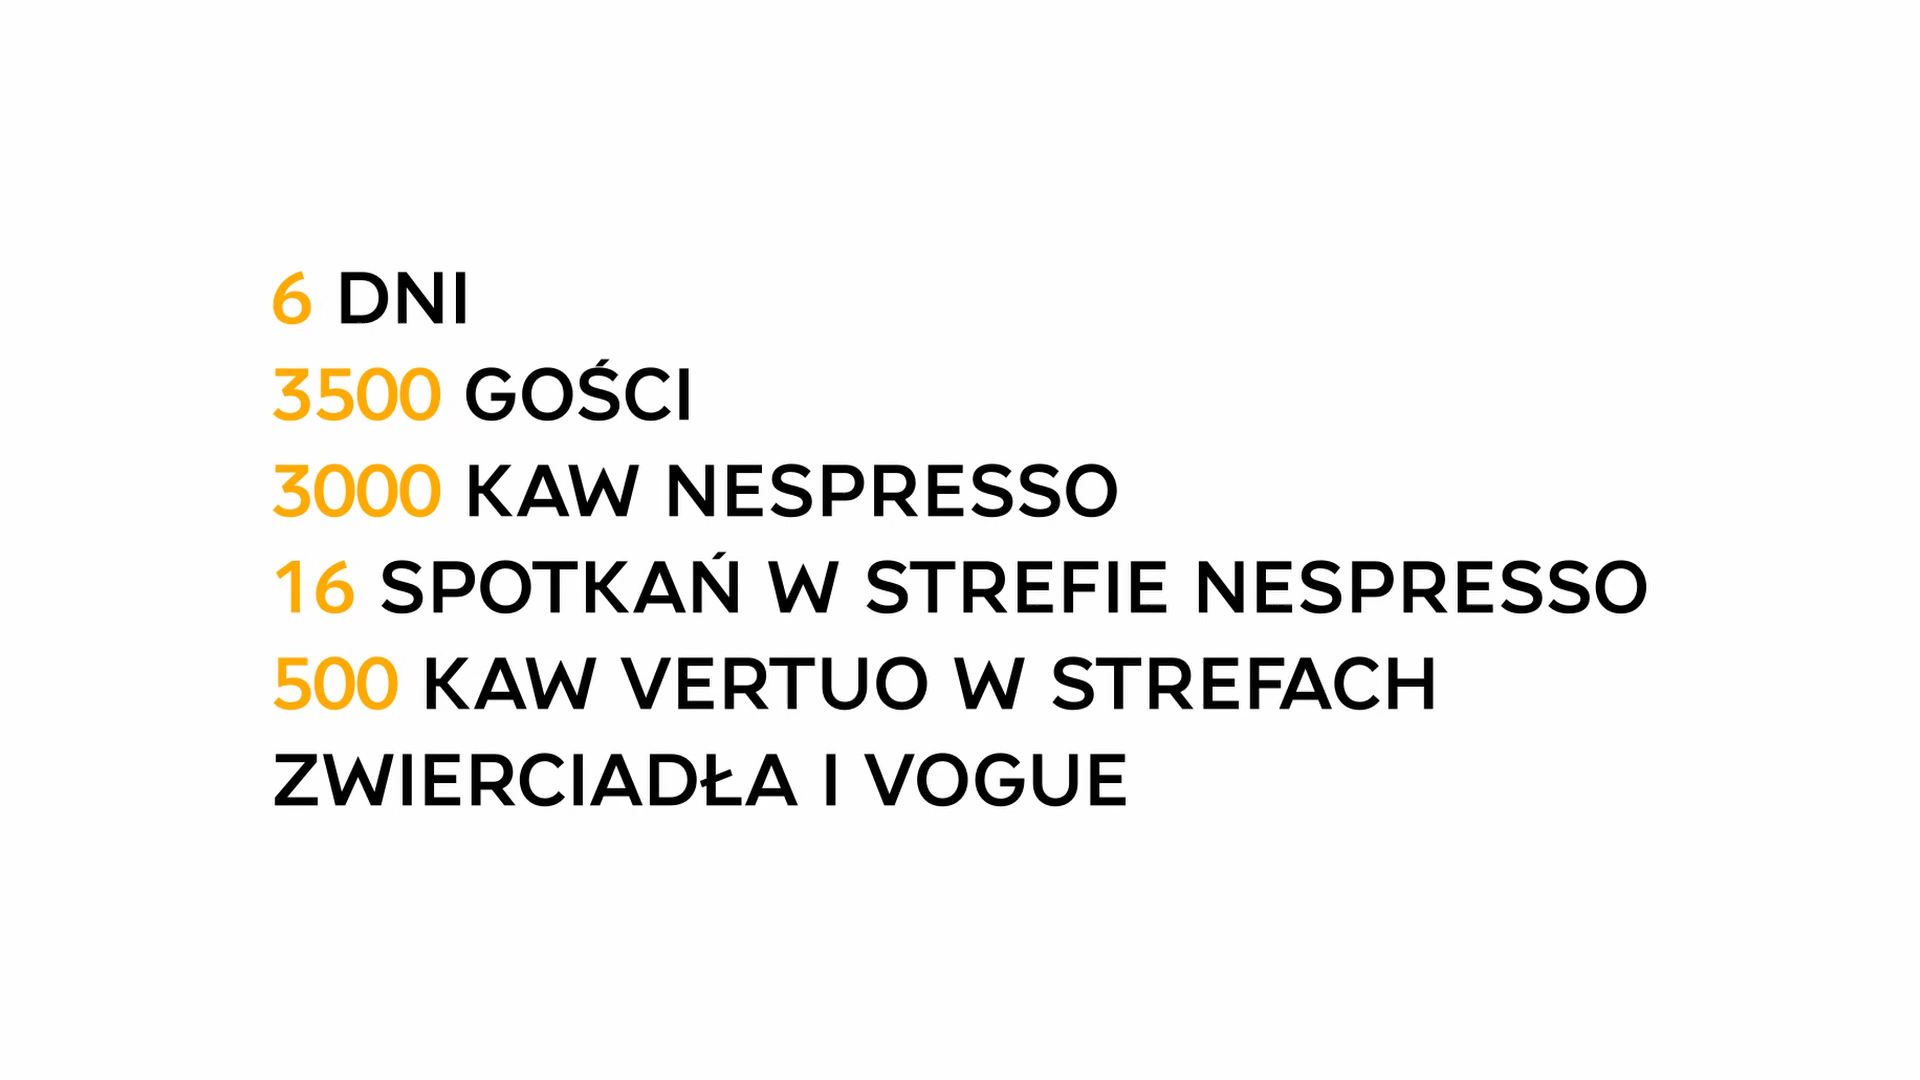 6 DNI
3500 GOŚCI
3000 KAW NESPRESSO
16 SPOTKAŃ W STREFIE NESPRESSO
500 KAW VERTUO W STREFACH
ZWIERCIADŁA I VOGUE